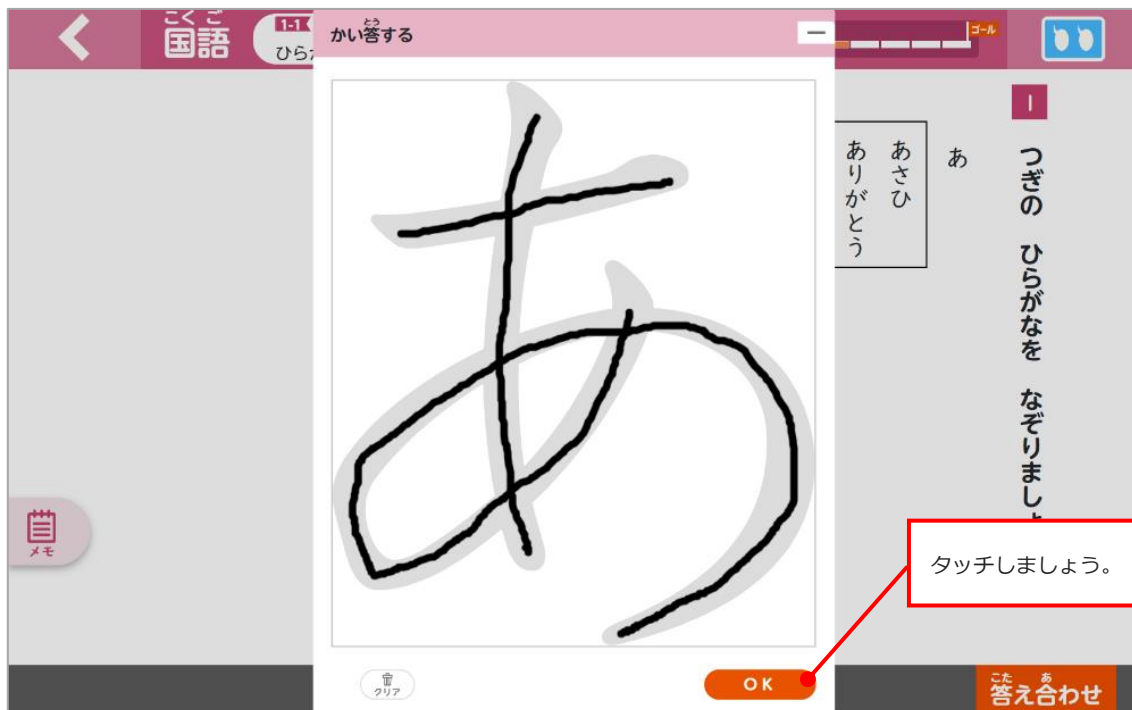 こくご
国語
1-1
ひら
かい答する
とう
ゴール
1
つぎの ひらがなを なぞりましょ
あ
あさひ
ありがとう
あ
メモ
タッチしましょう。
クリア
OK
こた あ
答え合わせ